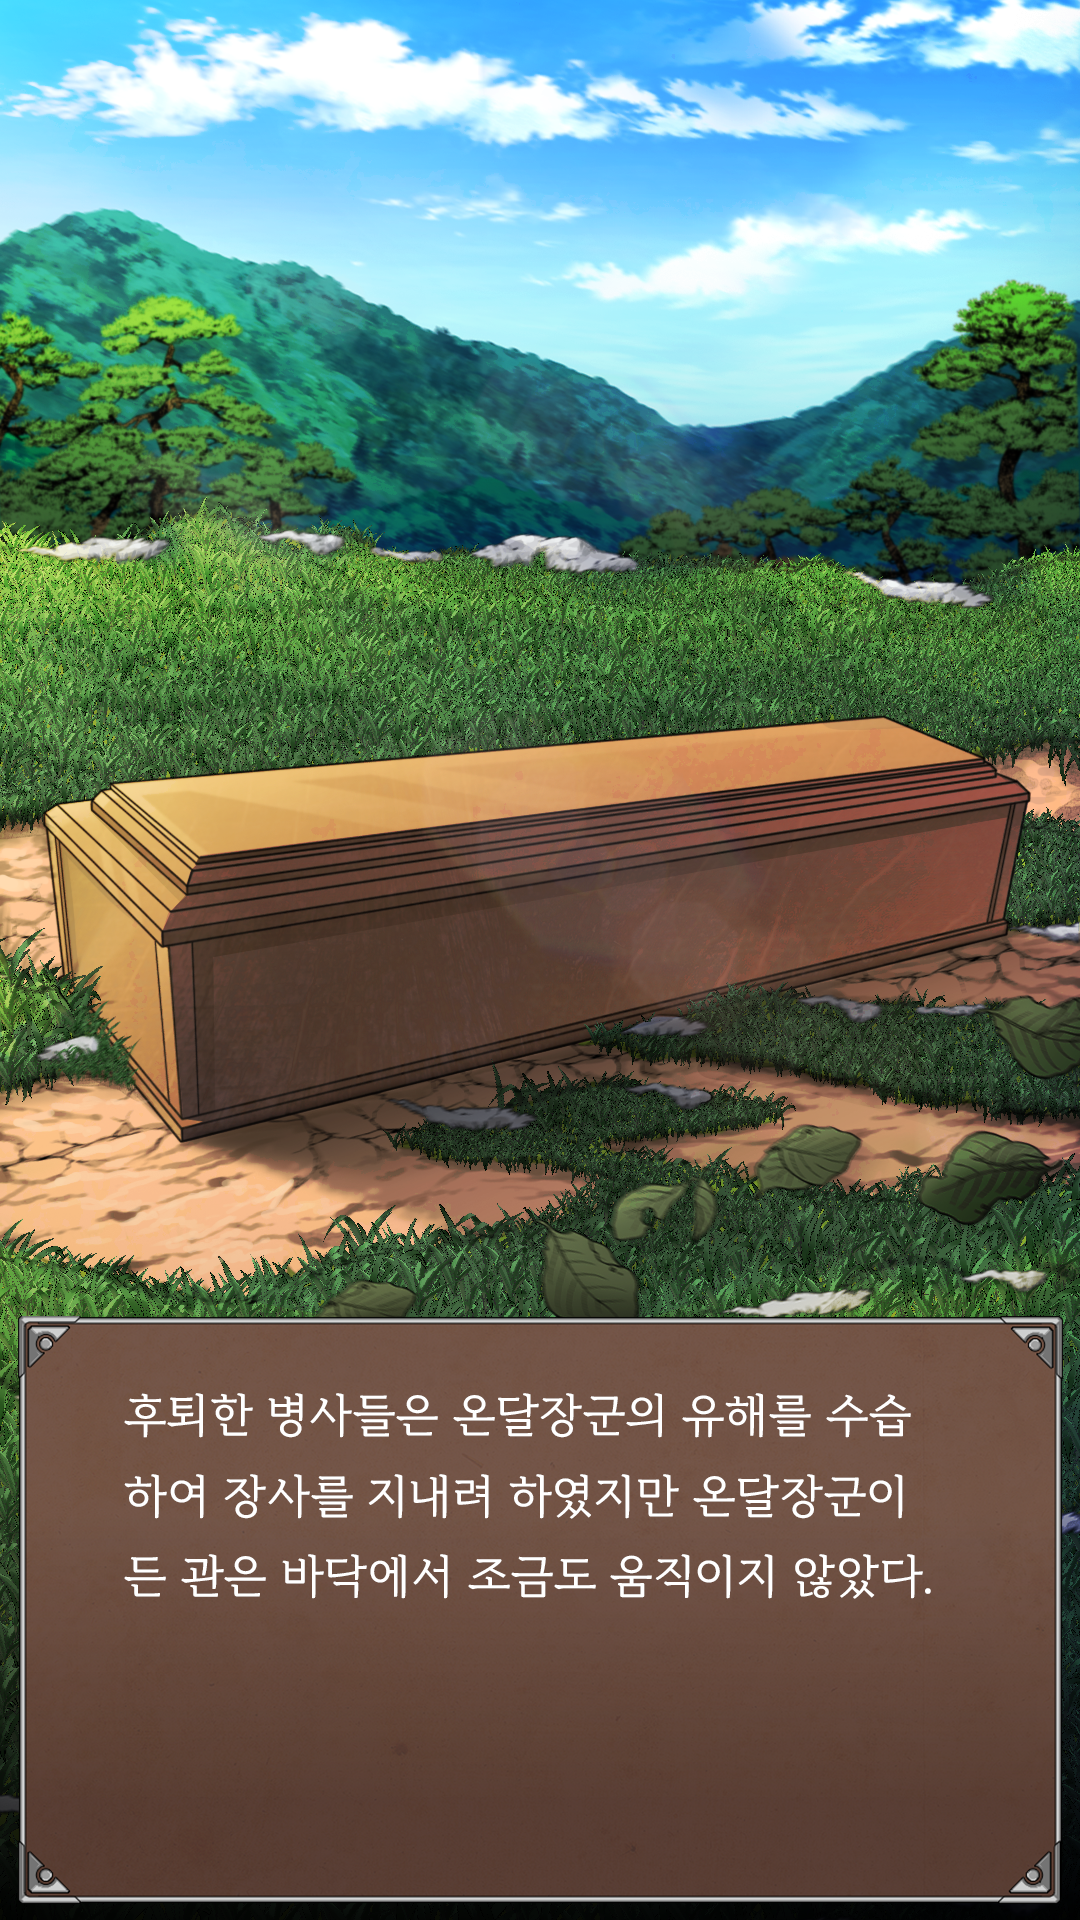 후퇴한 병사들은 온달장군의 유해를 수습
하여 장사를 지내려 하였지만 온달장군이
든 관은 바닥에서 조금도 움직이지 않았다.